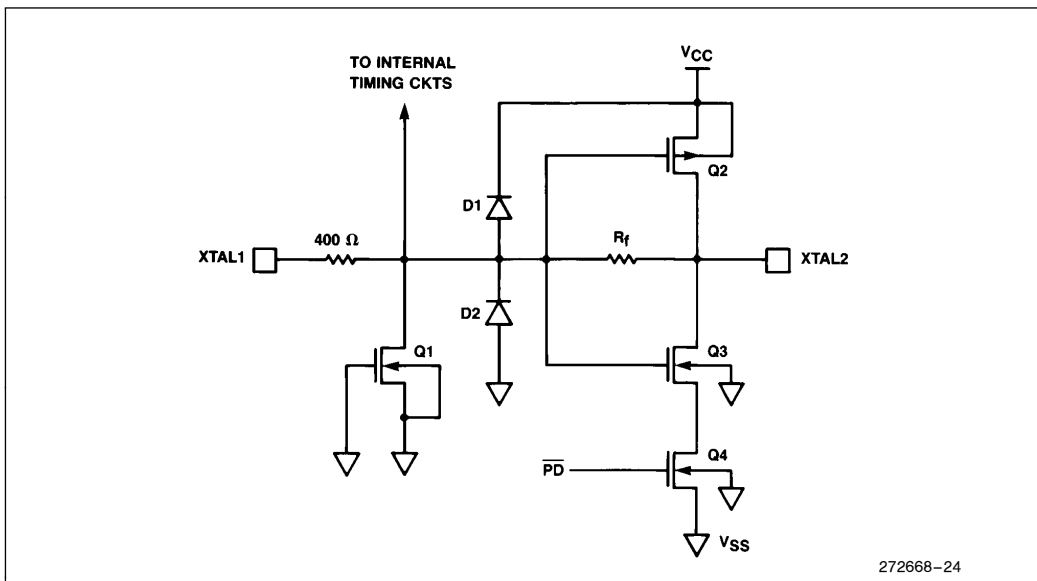 TO INTERNAL
TIMING CKTS
VCC
Q2
D1
400 Ω
Rf
XTAL1
XTAL2
D2
Q1
Q3
PD
Q4
VSS
272668–24